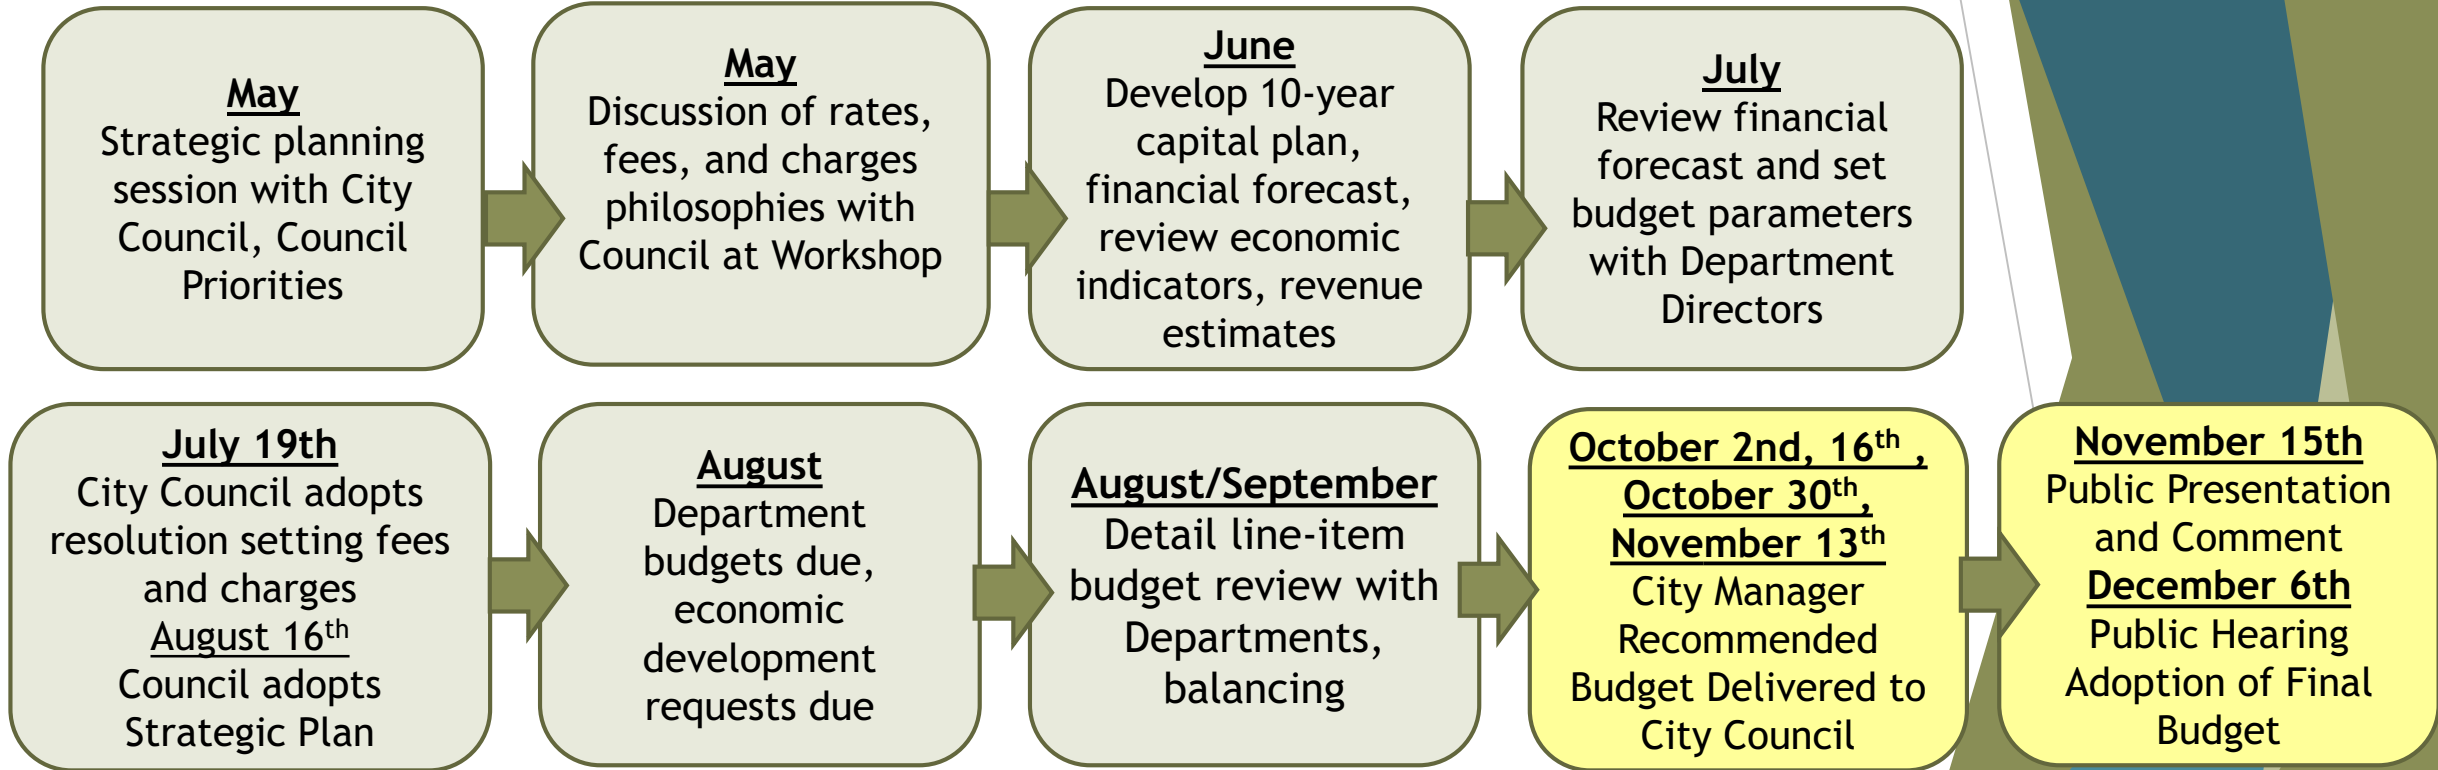 May
Strategic planning
session with City
Council, Council
Priorities
May
Discussion of rates,
fees, and charges
philosophies with
Council at Workshop
June
Develop 10-year
capital plan,
financial forecast,
review economic
indicators, revenue
estimates
July
Review financial
forecast and set
budget parameters
with Department
Directors
July 19th
City Council adopts
resolution setting fees
and charges
August 16th
Council adopts
Strategic Plan
August
Department
budgets due,
economic
development
requests due
August/September
Detail line-item
budget review with
Departments,
balancing
October 2nd, 16th ,
October 30th,
November 13th
City Manager
Recommended
Budget Delivered to
City Council
November 15th
Public Presentation
and Comment
December 6th
Public Hearing
Adoption of Final
Budget